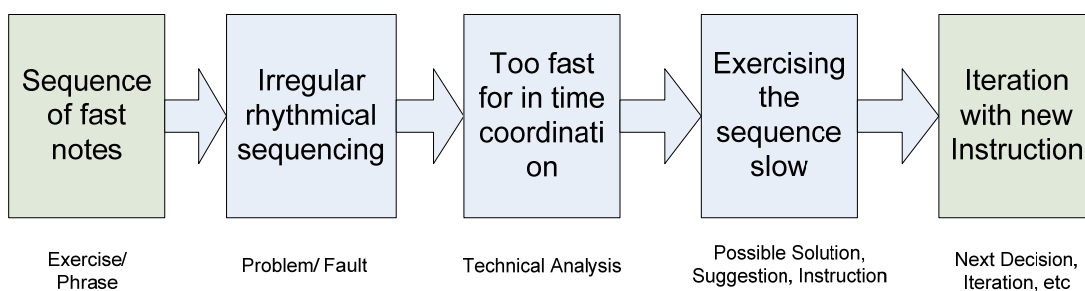 Sequence
of fast
notes
Irregular
rhythmical
sequencing
Too fast
for in time
coordinati
on
Exercising
the
sequence
slow
Iteration
with new
Instruction
Exercise/
Phrase
Problem/ Fault
Technical Analysis
Possible Solution,
Suggestion, Instruction
Next Decision,
Iteration, etc